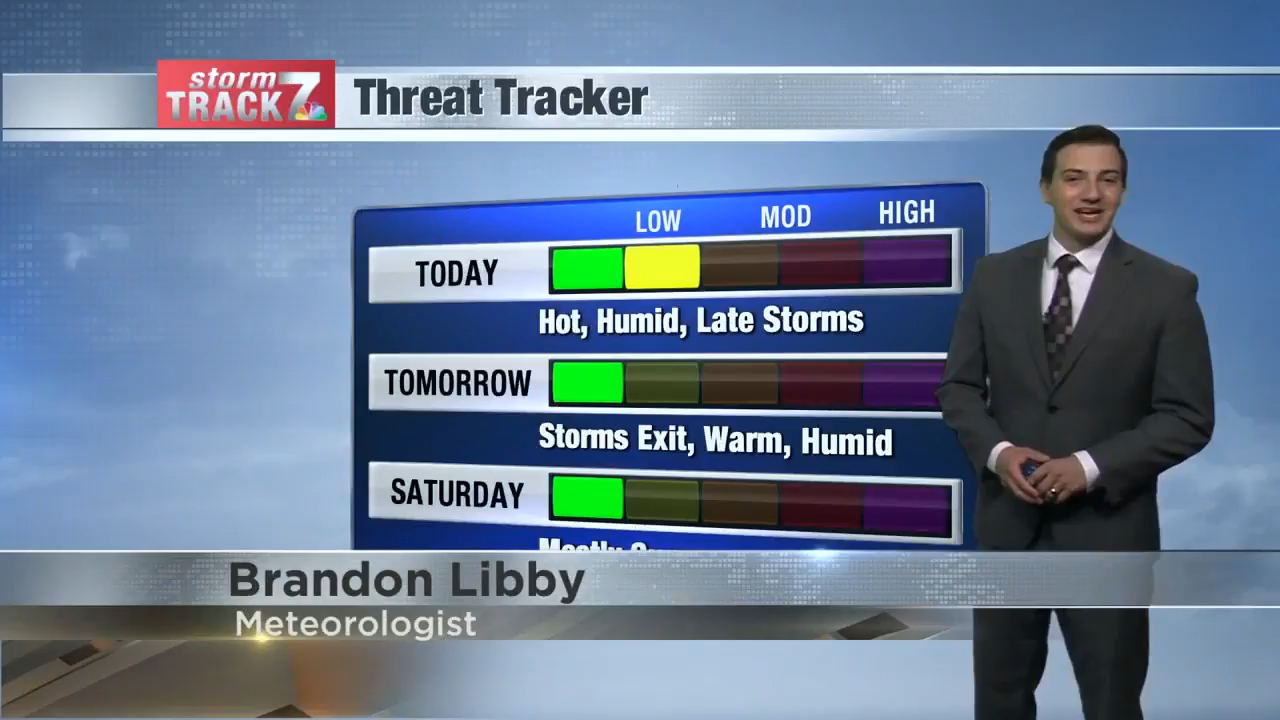 storm
TRACK 7
Threat Tracker
LOW MOD HIGH
TODAY
Hot, Humid, Late Storms
TOMORROW
Storms Exit, Warm, Humid
SATURDAY
Mostly
Brandon Libby
Meteorologist